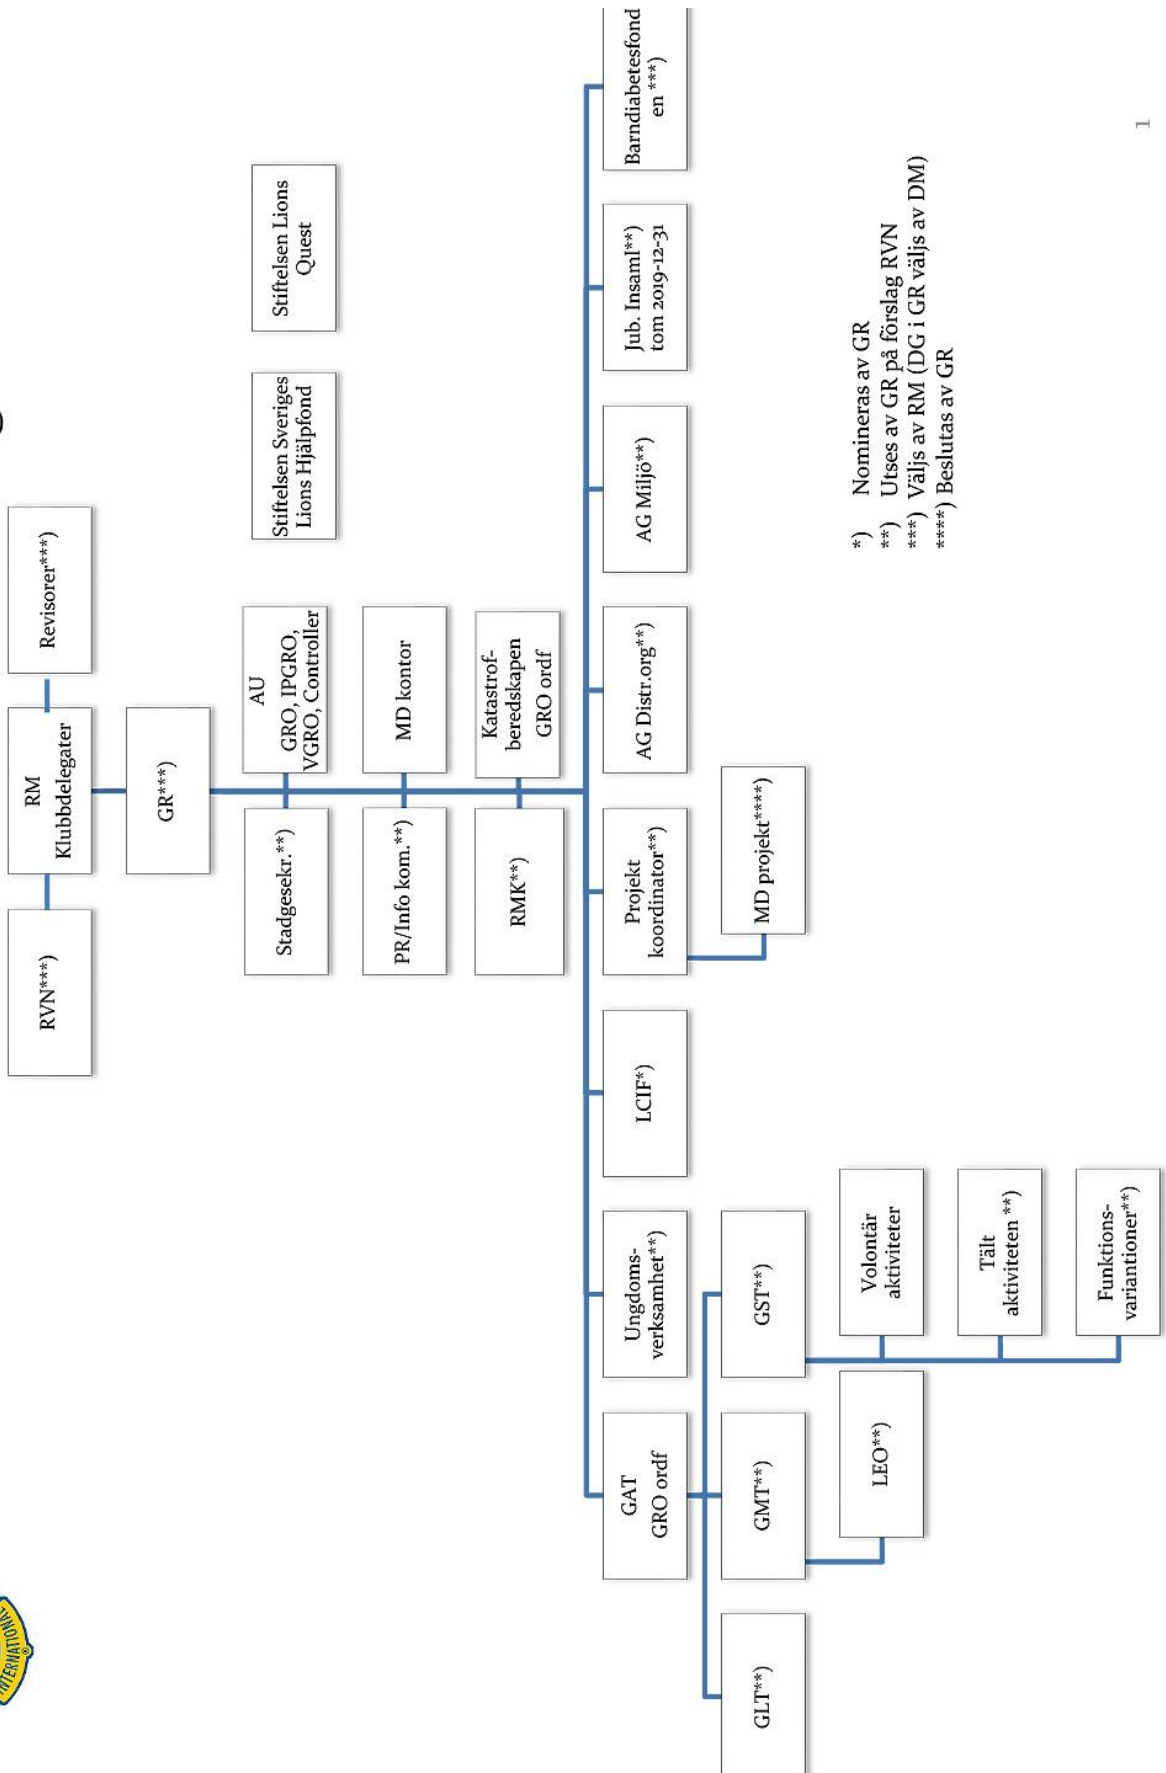 INTERNATIONAL
RVN***)
RM
Klubbdelegater
Revisorer***)
GR***)
Stadgesekr.**)
AU
GRO, IPGRO,
VGRO, Controller
Stiftelsen Sveriges
Lions Hjälpfond
Stiftelsen Lions
Quest
PR/Info kom.**)
MD kontor
RMK**)
Katastrof-
beredskapen
GRO ordf
GAT
GRO ordf
Ungdoms-
verksamhet**)
LCIF*)
Projekt
koordinator**)
AG Distr.org**)
AG Miljö**)
Jub. Insaml**)
tom 2019-12-31
Barndiabetesfond
en ***)
GLT**)
GMT**)
GST**)
MD projekt****)
LEO**)
Volontär
aktiviteter
Tält
aktiviteten **)
Funktions-
variantioner**)
*) Nomineras av GR
**) Utses av GR på förslag RVN
***) Väljs av RM (DG i GR väljs av DM)
****) Beslutas av GR
1